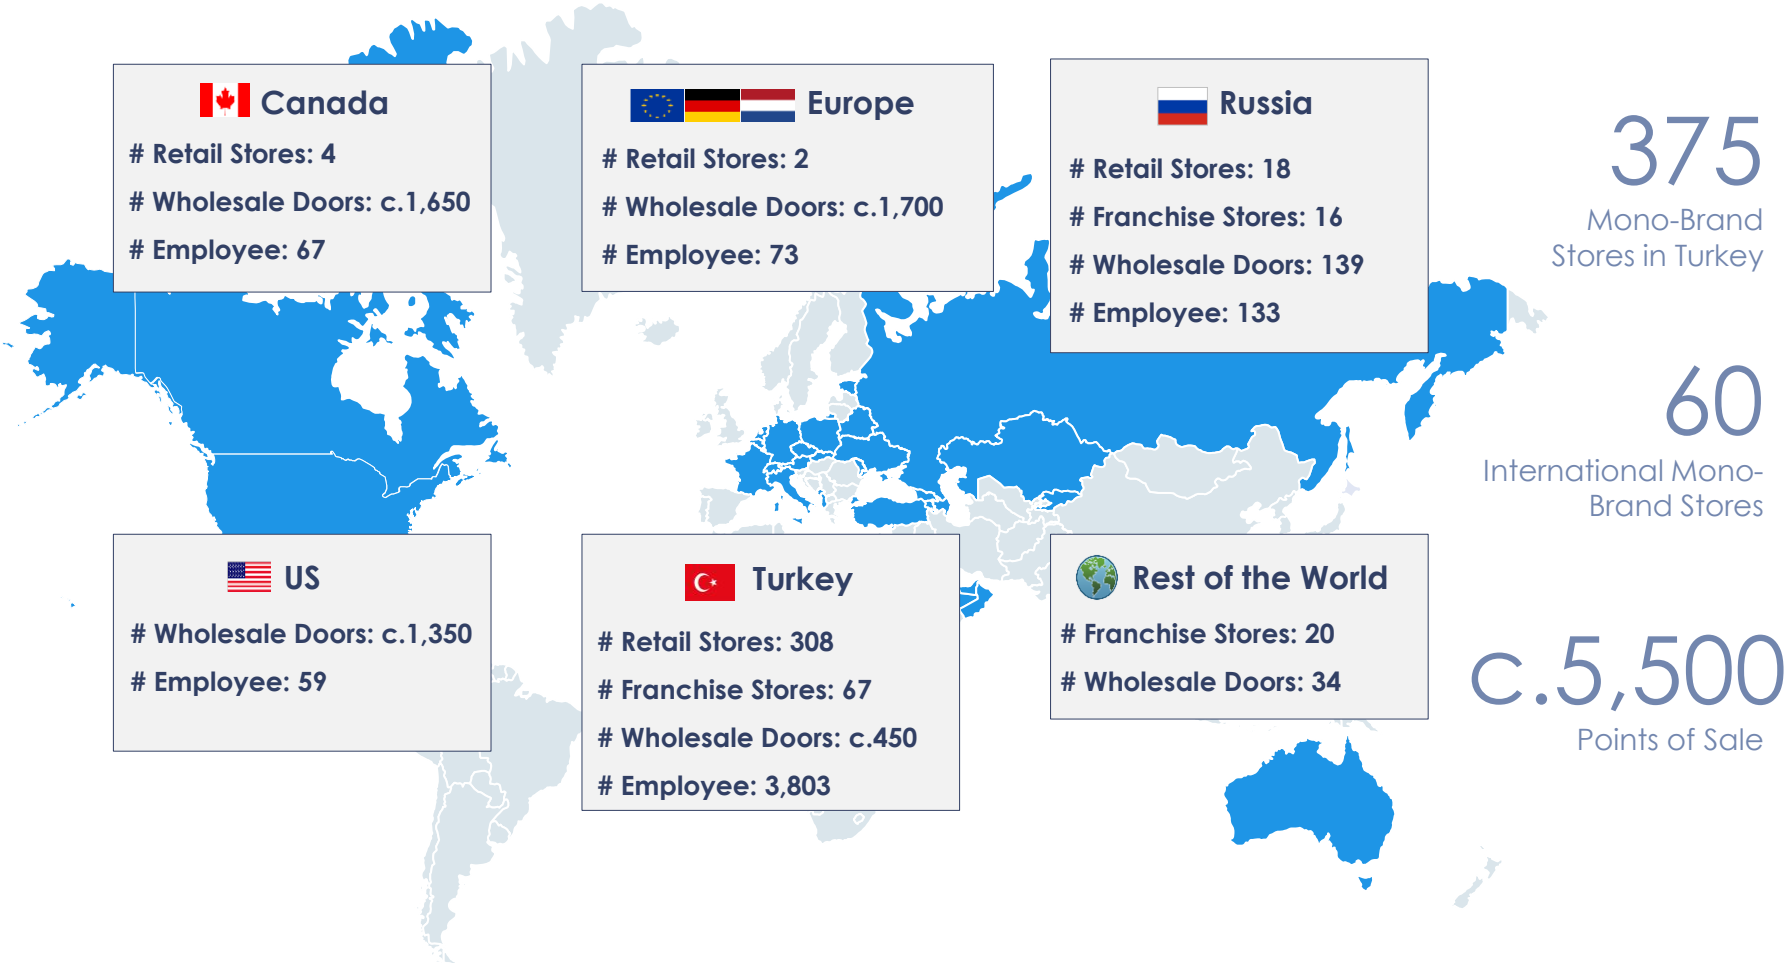 Canada
# Retail Stores: 4
# Wholesale Doors: c.1,650
# Employee: 67
Europe
# Retail Stores: 2
# Wholesale Doors: c.1,700
# Employee: 73
Russia
# Retail Stores: 18
# Franchise Stores: 16
# Wholesale Doors: 139
# Employee: 133
375
Mono-Brand
Stores in Turkey
60
International Mono-
Brand Stores
US
# Wholesale Doors: c.1,350
# Employee: 59
Turkey
# Retail Stores: 308
# Franchise Stores: 67
# Wholesale Doors: c.450
# Employee: 3,803
Rest of the World
# Franchise Stores: 20
# Wholesale Doors: 34
c.5,500
Points of Sale